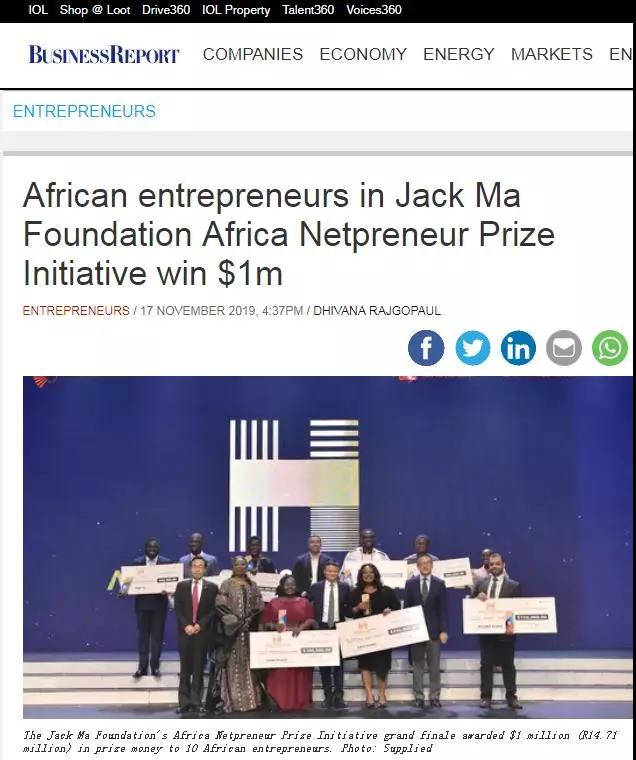 IOL Shop @ Loot Drive360 IOL Property Talent360 Voices360
BUSINESSREPORT COMPANIES ECONOMY ENERGY MARKETS EN
ENTREPRENEURS
African entrepreneurs in Jack Ma
Foundation Africa Netpreneur Prize
Initiative win $1m
ENTREPRENEURS / 17 NOVEMBER 2019, 4:37PM / DHIVANA RAJGOPAUL
The Jack Ma Foundation's Africa Netpreneur Prize Initiative grand finale awarded $1 million (R14.71
million) in prize money to 10 African entrepreneurs. Photo: Supplied